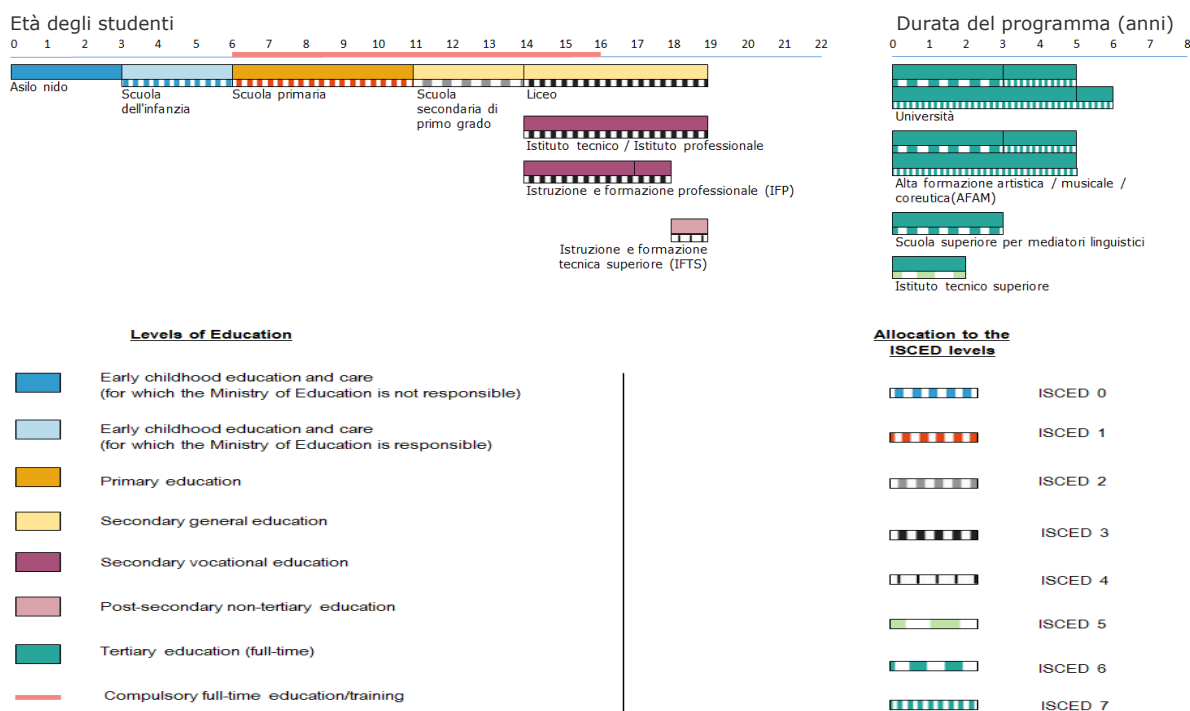 Età degli studenti
Durata del programma (anni)
0 1 2 3 4 5 6 7 8 9 10 11 12 13 14 15 16 17 18 19 20 21 22
0 1 2 3 4 5 6 7 8
Asilo nido
Scuola
dell'infanzia
Scuola primaria
Scuola
secondaria di
primo grado
Liceo
Istituto tecnico / Istituto professionale
Istruzione e formazione professionale (IFP)
Istruzione e formazione
tecnica superiore (IFTS)
Università
Alta formazione artistica / musicale /
coreutica(AFAM)
Scuola superiore per mediatori linguistici
Istituto tecnico superiore
Levels of Education
Early childhood education and care
(for which the Ministry of Education is not responsible)
Early childhood education and care
(for which the Ministry of Education is responsible)
Primary education
Secondary general education
Secondary vocational education
Post-secondary non-tertiary education
Tertiary education (full-time)
Compulsory full-time education/training
Allocation to the
ISCED levels
ISCED 0
ISCED 1
ISCED 2
ISCED 3
ISCED 4
ISCED 5
ISCED 6
ISCED 7